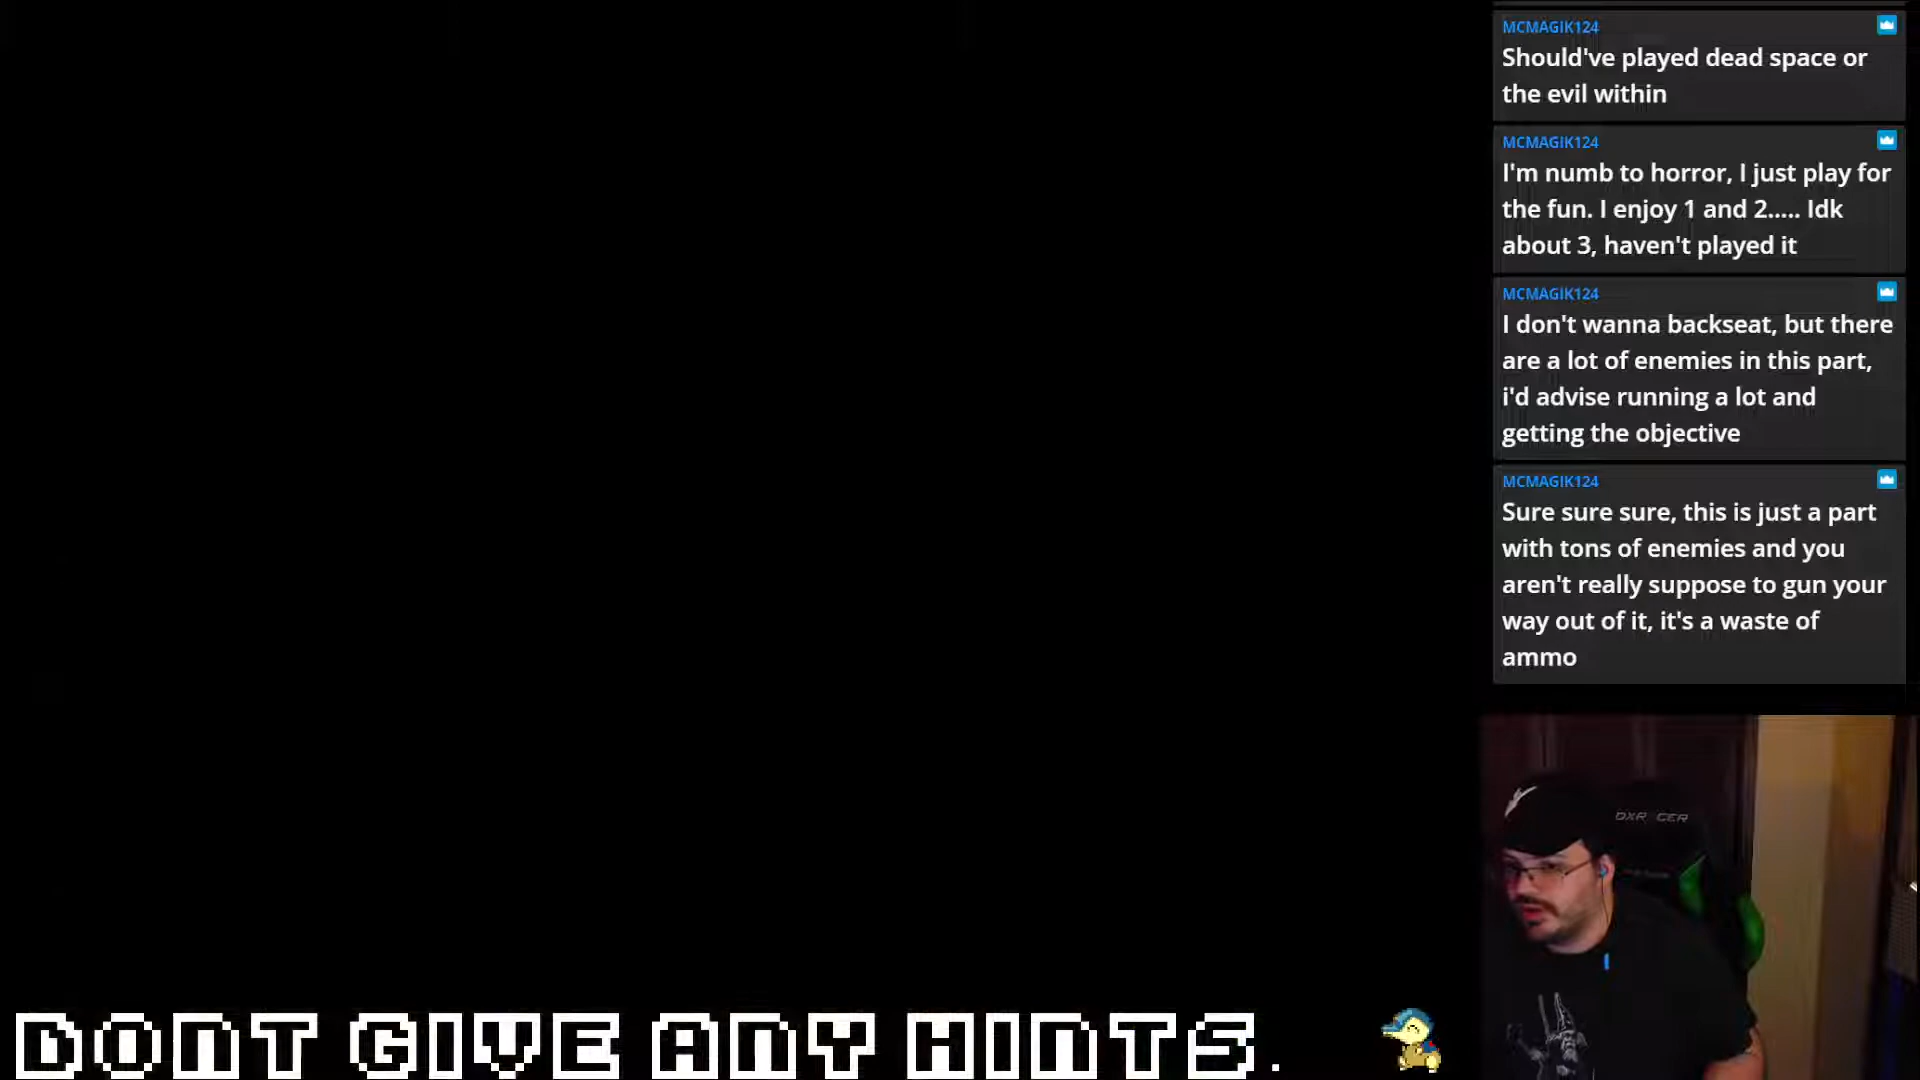 MCMAGIK124
Should've played dead space or
the evil within
MCMAGIK124
I'm numb to horror, I just play for
the fun. I enjoy 1 and 2..... Idk
about 3, haven't played it
MCMAGIK124
I don't wanna backseat, but there
are a lot of enemies in this part,
i'd advise running a lot and
getting the objective
MCMAGIK124
Sure sure sure, this is just a part
with tons of enemies and you
aren't really suppose to gun your
way out of it, it's a waste of
ammo
DXR CER
DONT GIVE ANY HINTS.